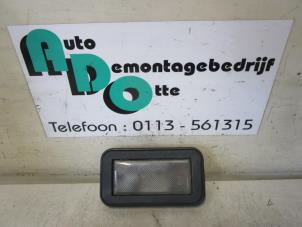 Auto
Demontagebedrijf
Otte
Telefoon : 0113 - 561315